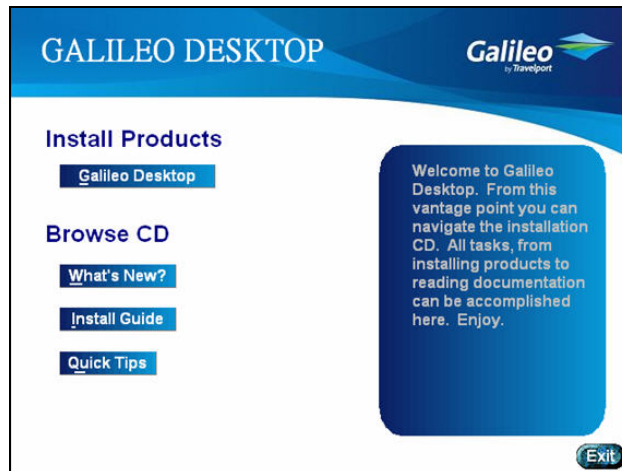 GALILEO DESKTOP
Galileo
by Travelport
Install Products
Galileo Desktop
Browse CD
What's New?
Install Guide
Quick Tips
Welcome to Galileo
Desktop. From this
vantage point you can
navigate the installation
CD. All tasks, from
installing products to
reading documentation
can be accomplished
here. Enjoy.
Exit